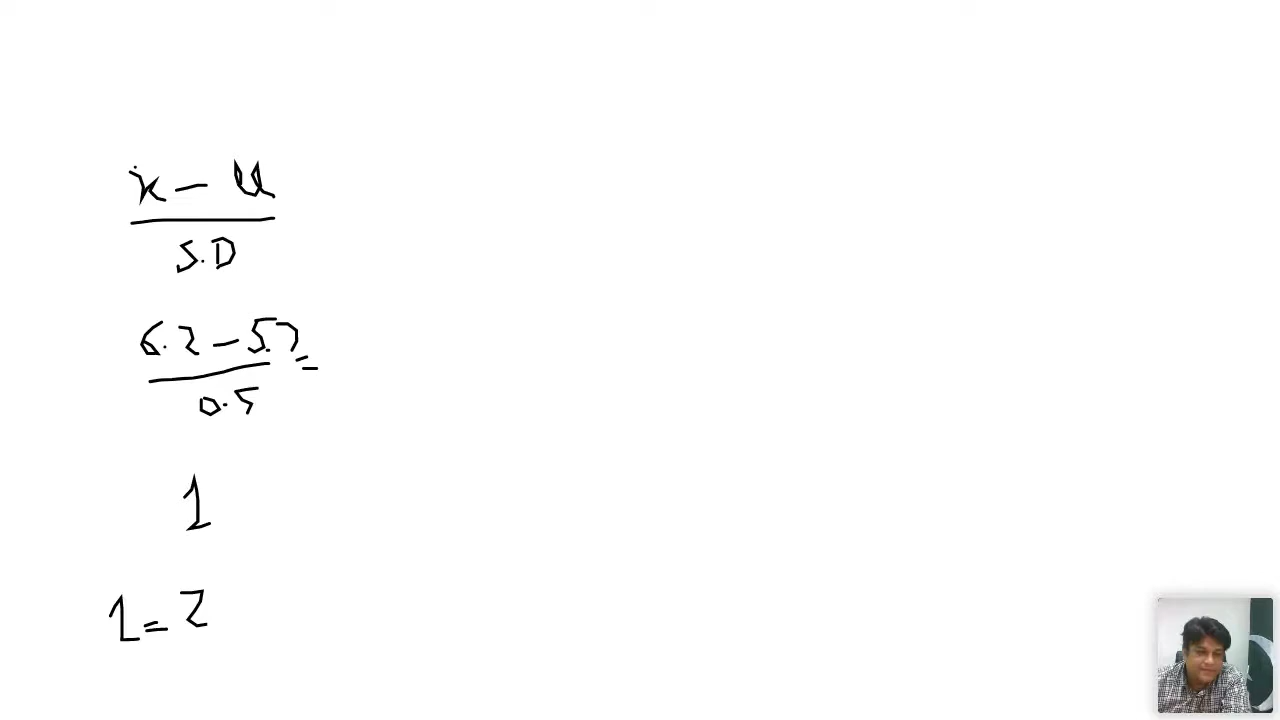 x - u
S.D
6.2 - 5.7 =
0.5
1
1 = z